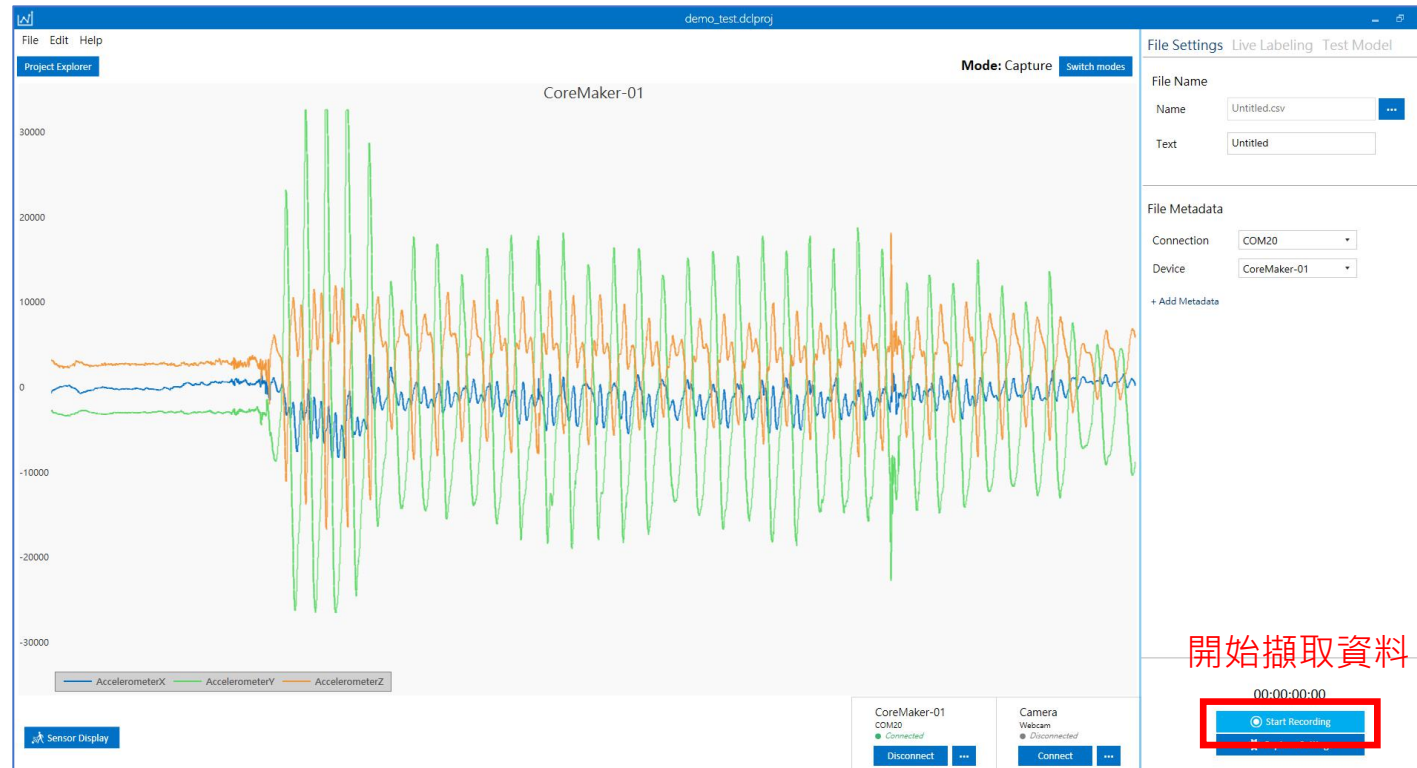 demo_test.dclproj
File Edit Help
Project Explorer
Mode: Capture Switch modes
CoreMaker-01
30000
20000
10000
0
-10000
-20000
-30000
AccelerometerX AccelerometerY AccelerometerZ
Sensor Display
CoreMaker-01
COM20
Connected
Disconnect ...
Camera
Webcam
Disconnected
Connect ...
File Settings Live Labeling Test Model
File Name
Name Untitled.csv ...
Text Untitled
File Metadata
Connection COM20
Device CoreMaker-01
+ Add Metadata
開始擷取資料
00:00:00:00
Start Recording